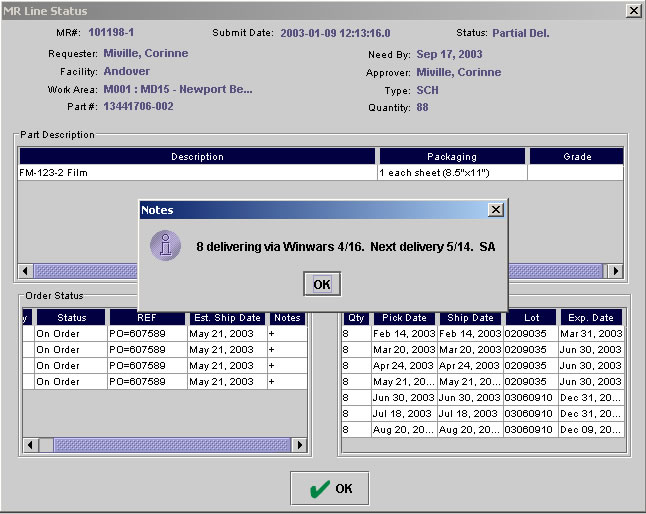 MR Line Status
MR#: 101198-1 Submit Date: 2003-01-09 12:13:16.0 Status: Partial Del.
Requester: Miville, Corinne Need By: Sep 17, 2003
Facility: Andover Approver: Miville, Corinne
Work Area: M001 : MD15 - Newport Be... Type: SCH
Part #: 13441706-002 Quantity: 88
Part Description
Description Packaging Grade
FM-123-2 Film 1 each sheet (8.5"x11")
Notes
8 delivering via Winwars 4/16. Next delivery 5/14. SA
OK
Order Status
y Status REF Est. Ship Date Notes
On Order PO=607589 May 21, 2003 +
On Order PO=607589 May 21, 2003 +
On Order PO=607589 May 21, 2003 +
On Order PO=607589 May 21, 2003 +
Qty Pick Date Ship Date Lot Exp. Date
8 Feb 14, 2003 Feb 14, 2003 0209035 Mar 31, 2003
8 Mar 20, 2003 Mar 20, 2003 0209035 Jun 30, 2003
8 Apr 24, 2003 Apr 24, 2003 0209035 Jun 30, 2003
8 May 21, 20... May 21, 20... 0209035 Jun 30, 2003
8 Jun 30, 2003 Jun 30, 2003 03060910 Dec 31, 20...
8 Jul 18, 2003 Jul 18, 2003 03060910 Dec 31, 20...
8 Aug 20, 20... Aug 20, 20... 03060910 Dec 09, 20...
OK